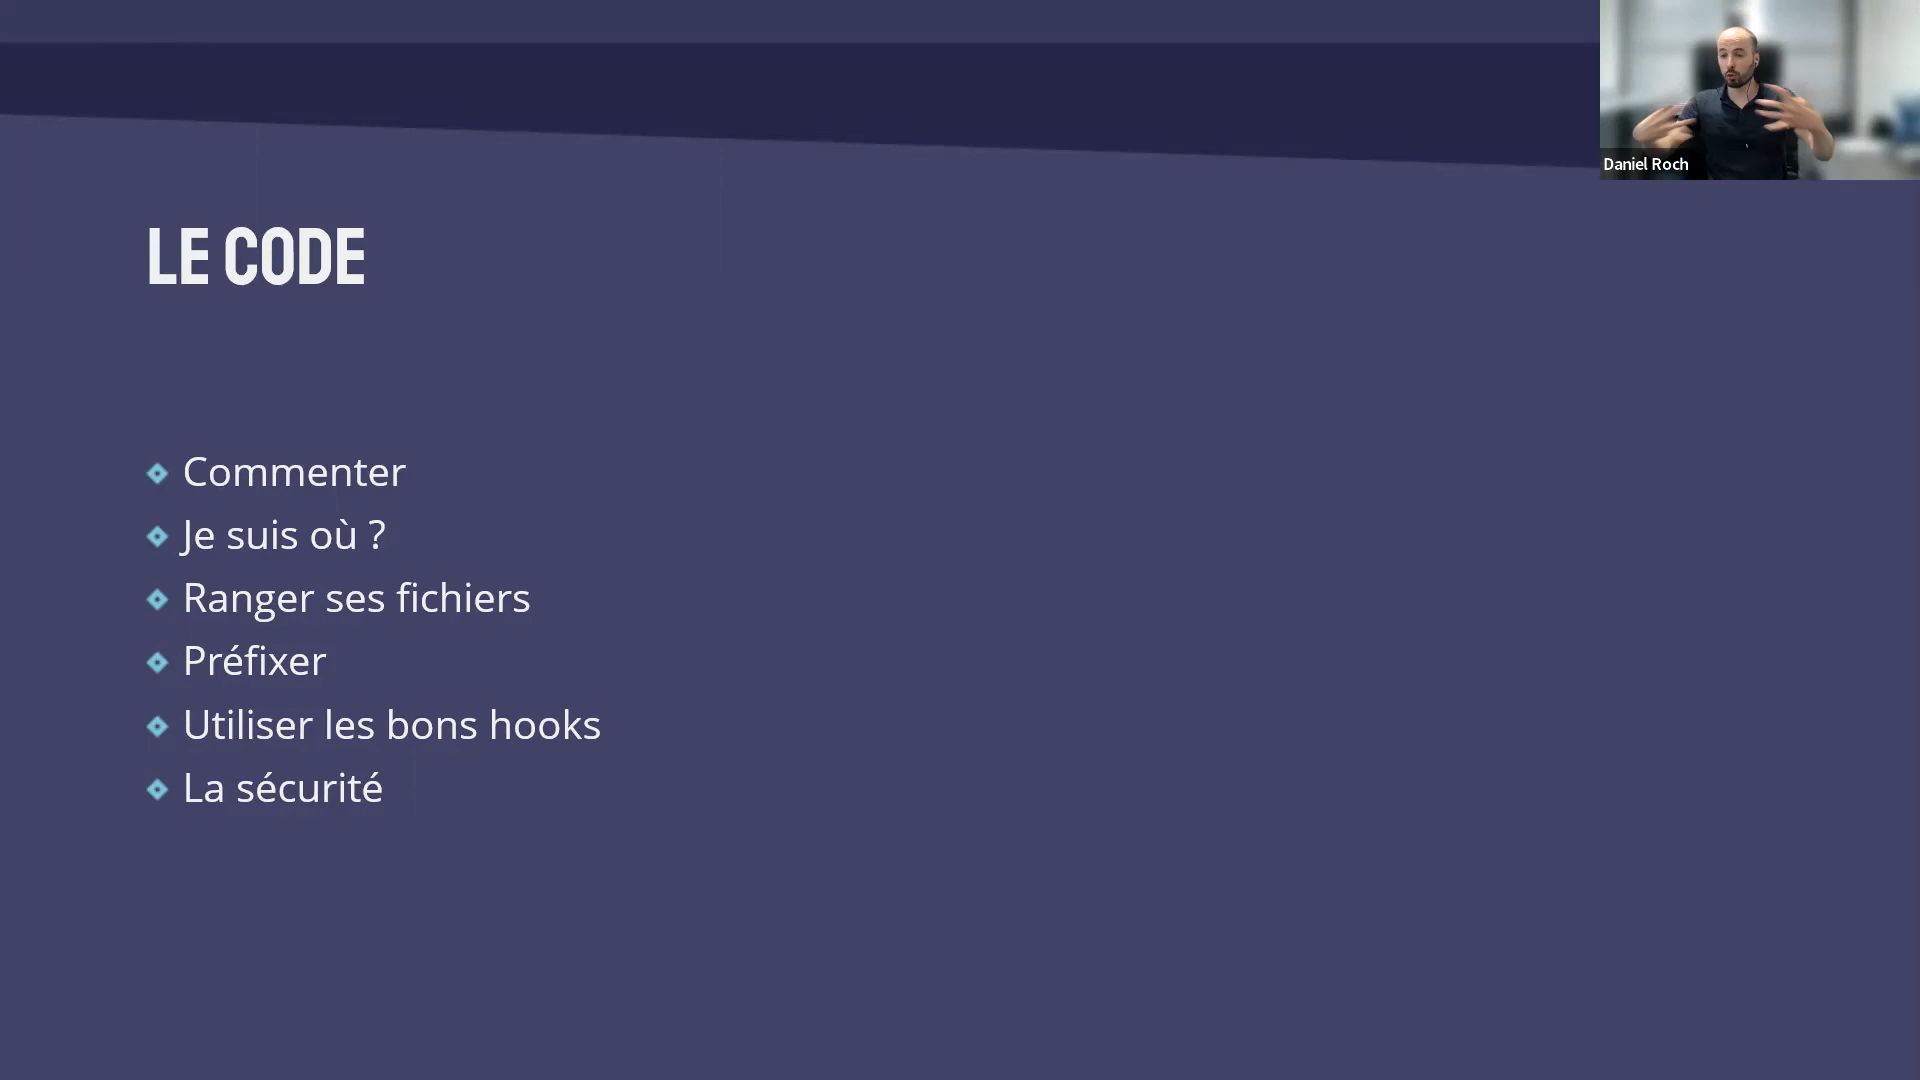 Daniel Roch
LE CODE
Commenter
Je suis où ?
Ranger ses fichiers
Préfixer
Utiliser les bons hooks
La sécurité